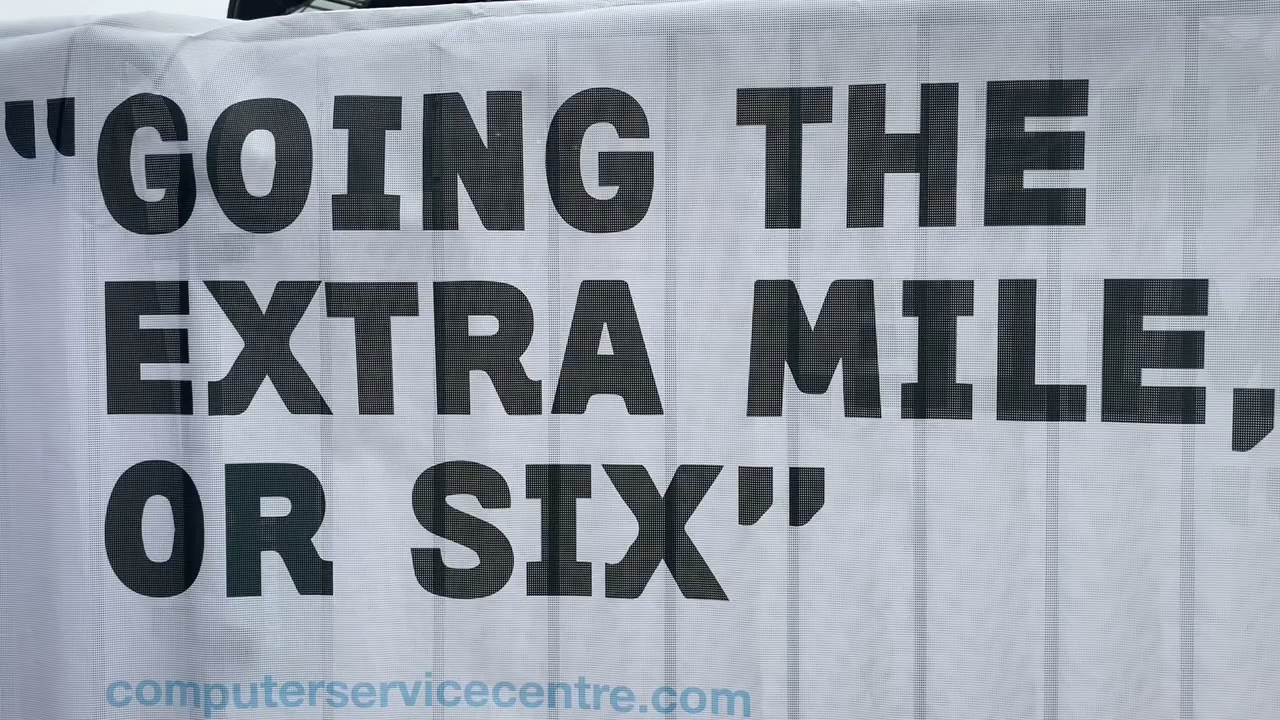 "GOING THE
EXTRA MILE,
OR SIX"
computerservicecentre.com